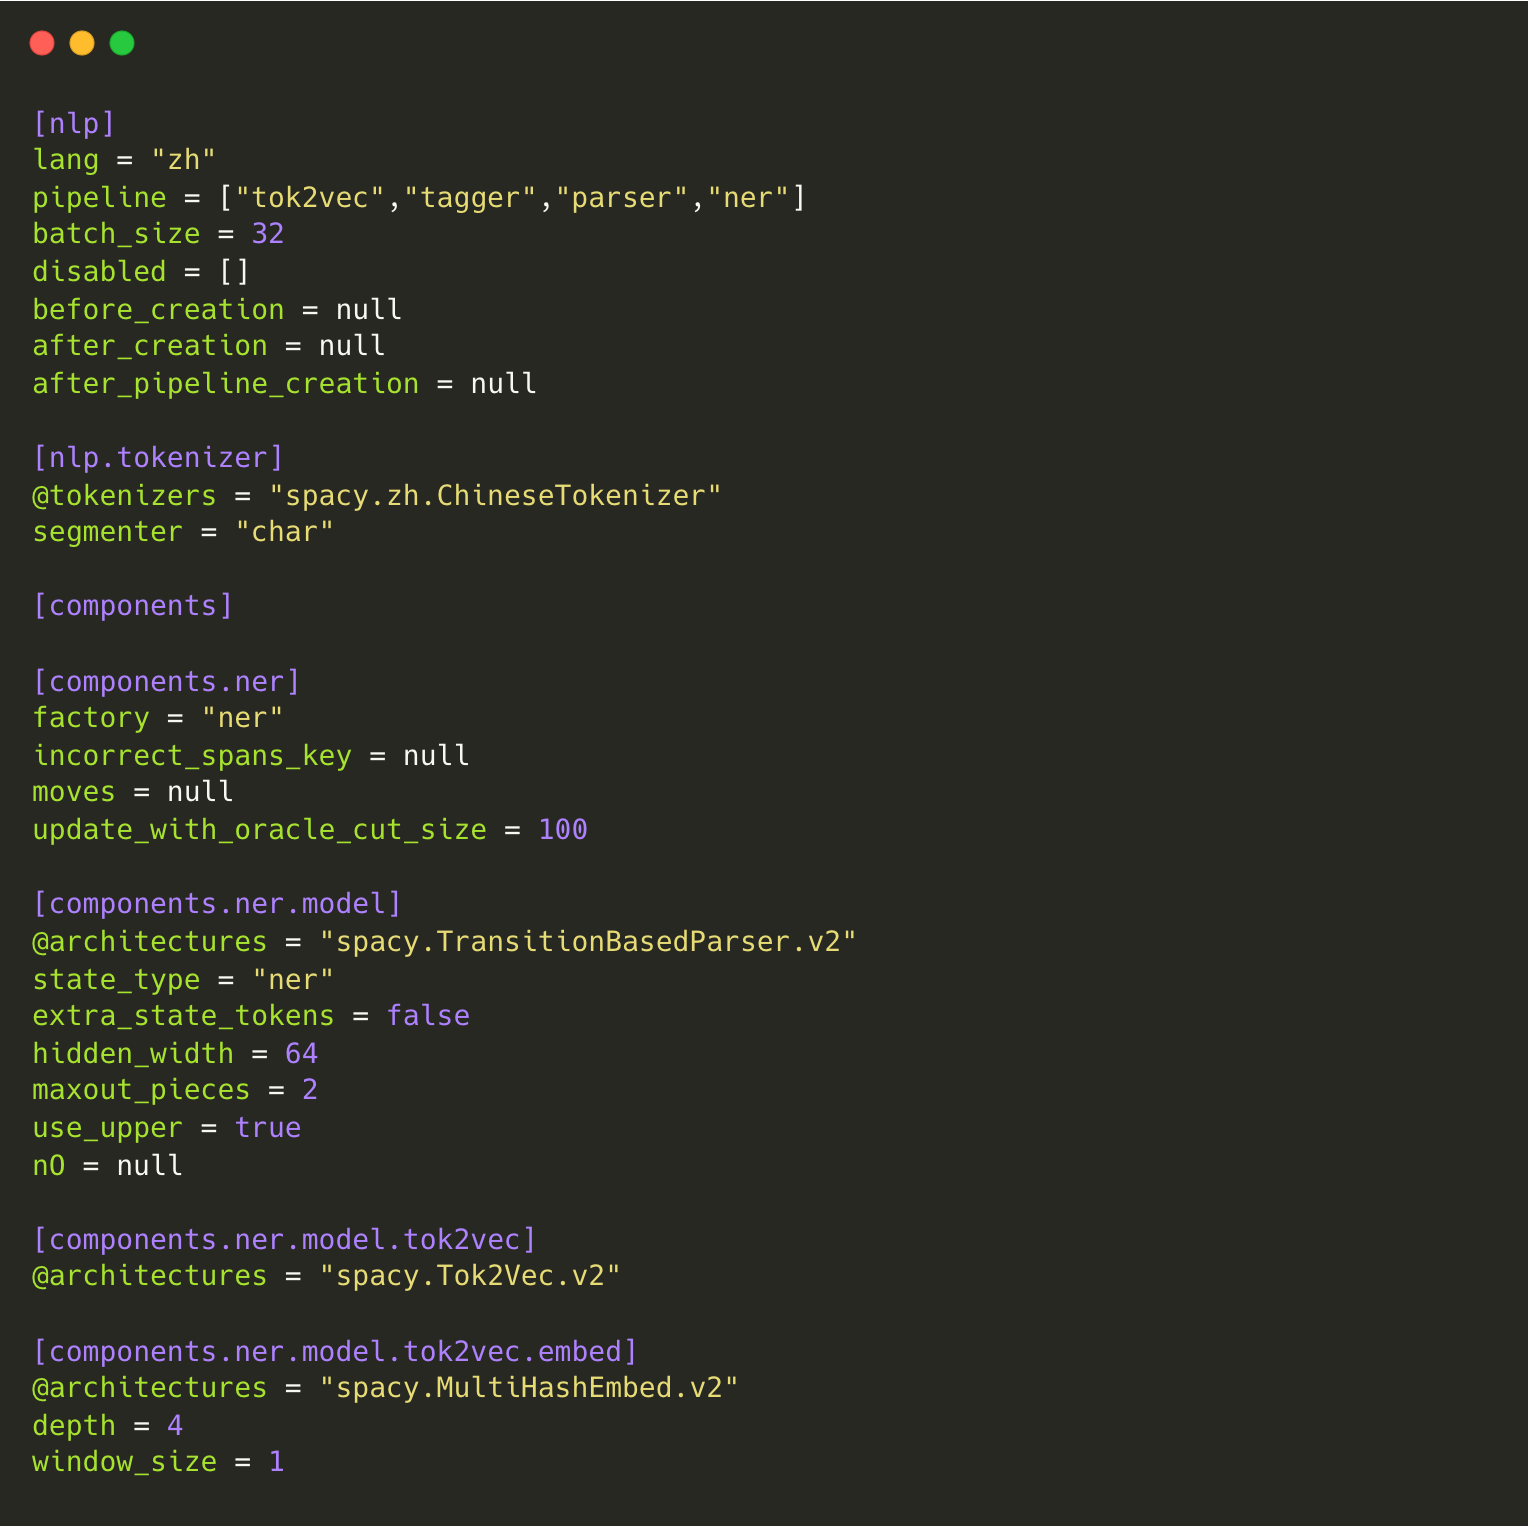 [nlp]
lang = "zh"
pipeline = ["tok2vec","tagger","parser","ner"]
batch_size = 32
disabled = []
before_creation = null
after_creation = null
after_pipeline_creation = null
[nlp.tokenizer]
@tokenizers = "spacy.zh.ChineseTokenizer"
segmenter = "char"
[components]
[components.ner]
factory = "ner"
incorrect_spans_key = null
moves = null
update_with_oracle_cut_size = 100
[components.ner.model]
@architectures = "spacy.TransitionBasedParser.v2"
state_type = "ner"
extra_state_tokens = false
hidden_width = 64
maxout_pieces = 2
use_upper = true
nO = null
[components.ner.model.tok2vec]
@architectures = "spacy.Tok2Vec.v2"
[components.ner.model.tok2vec.embed]
@architectures = "spacy.MultiHashEmbed.v2"
depth = 4
window_size = 1